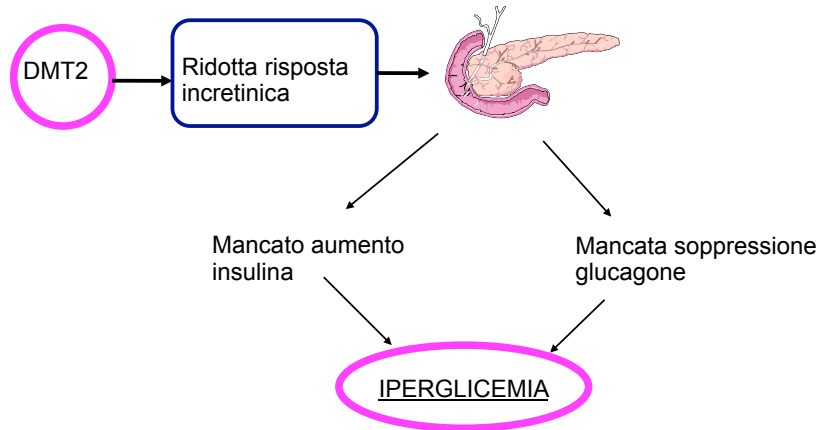 DMT2
Ridotta risposta
incretinica
Mancato aumento
insulina
Mancata soppressione
glucagone
IPERGLICEMIA